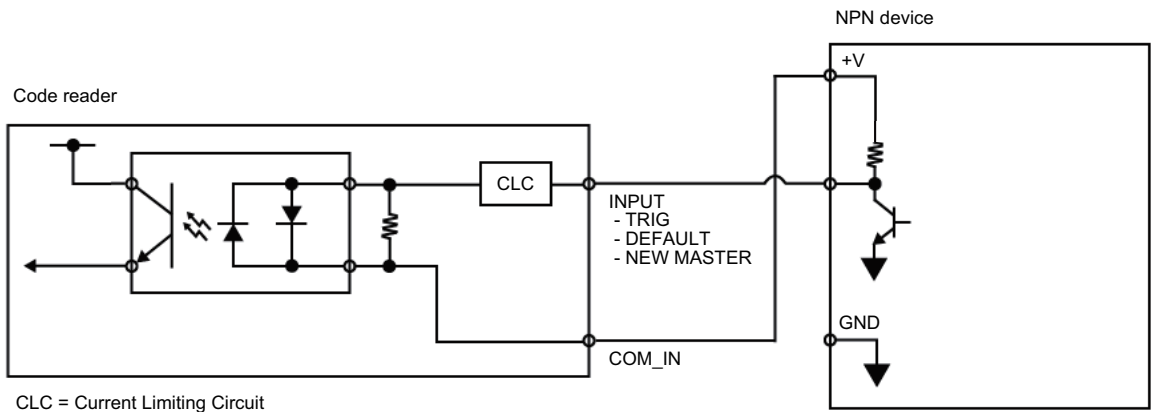 NPN device
+V
Code reader
CLC
INPUT
- TRIG
- DEFAULT
- NEW MASTER
GND
COM_IN
CLC = Current Limiting Circuit